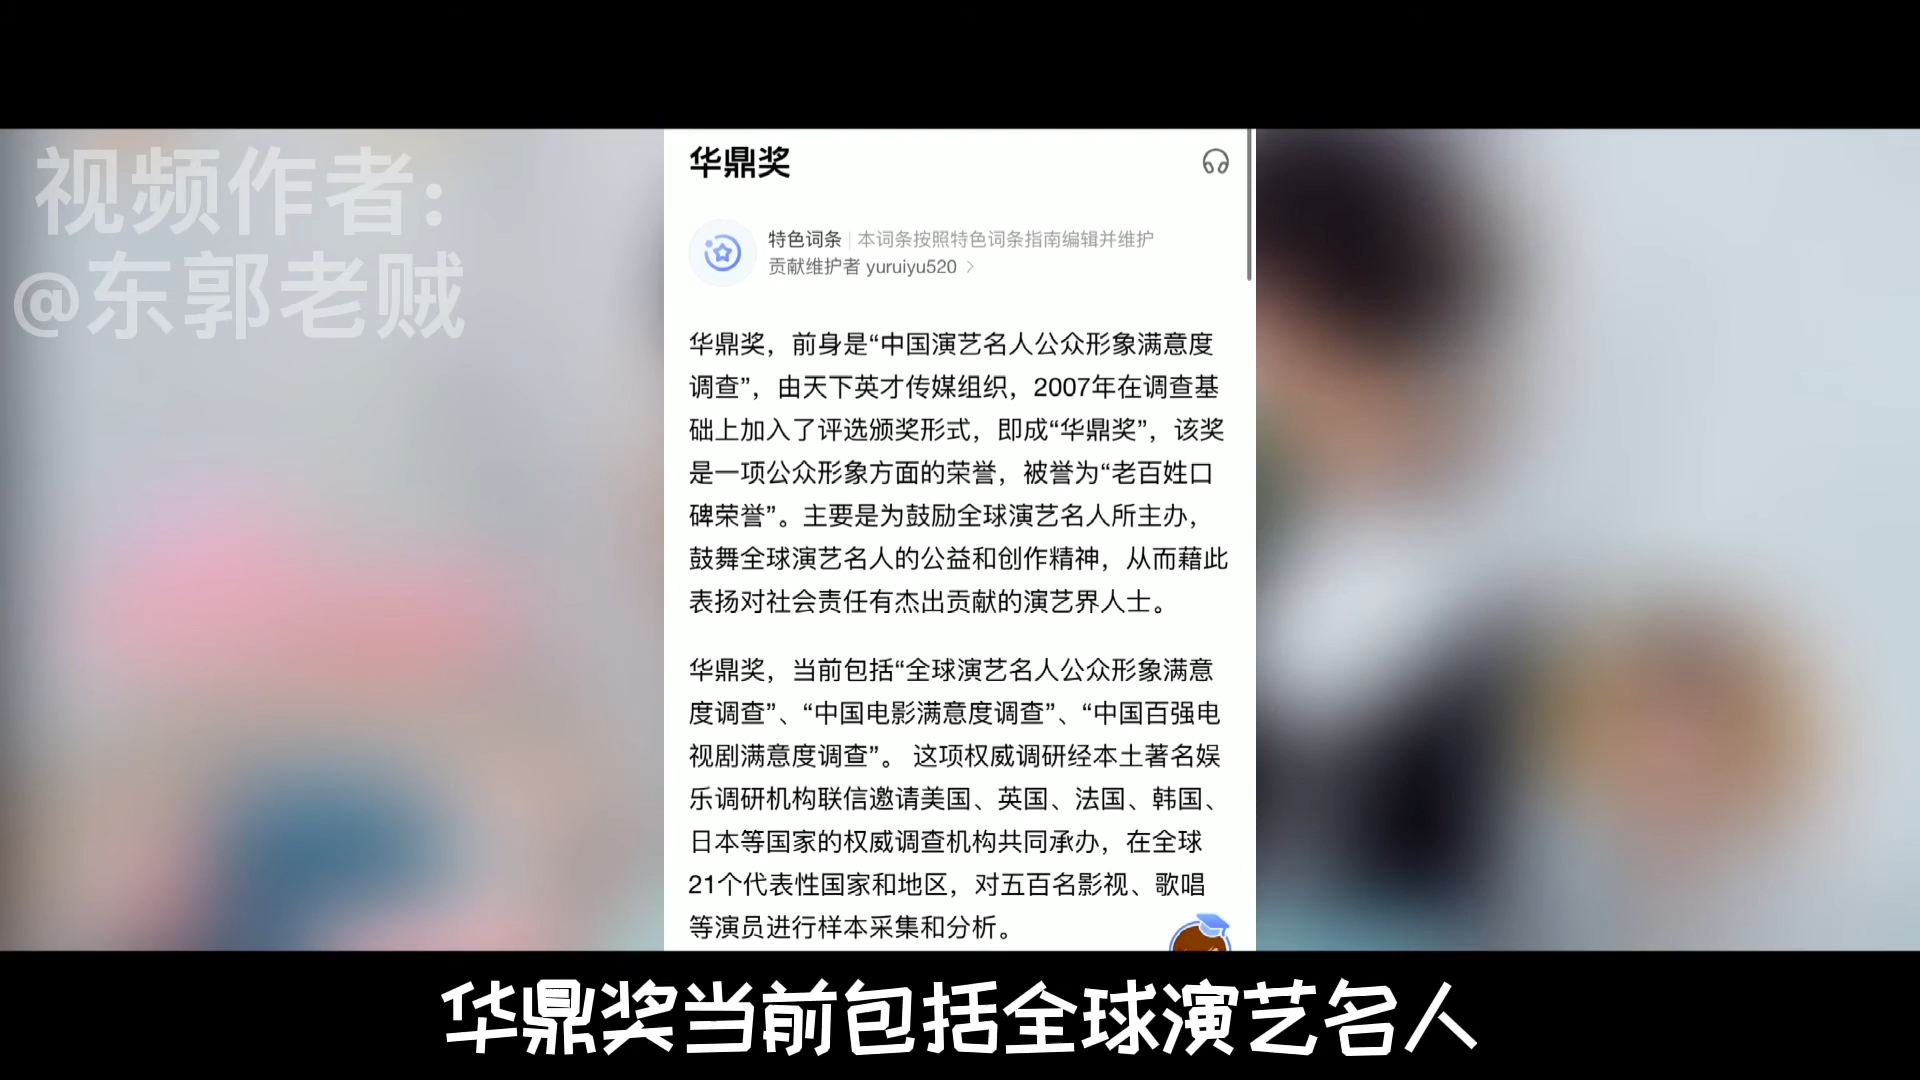 视频作者:
@东郭老贼
华鼎奖
特色词条 | 本词条按照特色词条指南编辑并维护
贡献维护者 yuruiyu520 >
华鼎奖，前身是“中国演艺名人公众形象满意度
调查”，由天下英才传媒组织，2007年在调查基
础上加入了评选颁奖形式，即成“华鼎奖”，该奖
是一项公众形象方面的荣誉，被誉为“老百姓口
碑荣誉”。主要是为鼓励全球演艺名人所主办，
鼓舞全球演艺名人的公益和创作精神，从而藉此
表扬对社会责任有杰出贡献的演艺界人士。
华鼎奖，当前包括“全球演艺名人公众形象满意
度调查”、“中国电影满意度调查”、“中国百强电
视剧满意度调查”。 这项权威调研经本土著名娱
乐调研机构联信邀请美国、英国、法国、韩国、
日本等国家的权威调查机构共同承办，在全球
21个代表性国家和地区，对五百名影视、歌唱
等演员进行样本采集和分析。
华鼎奖当前包括全球演艺名人